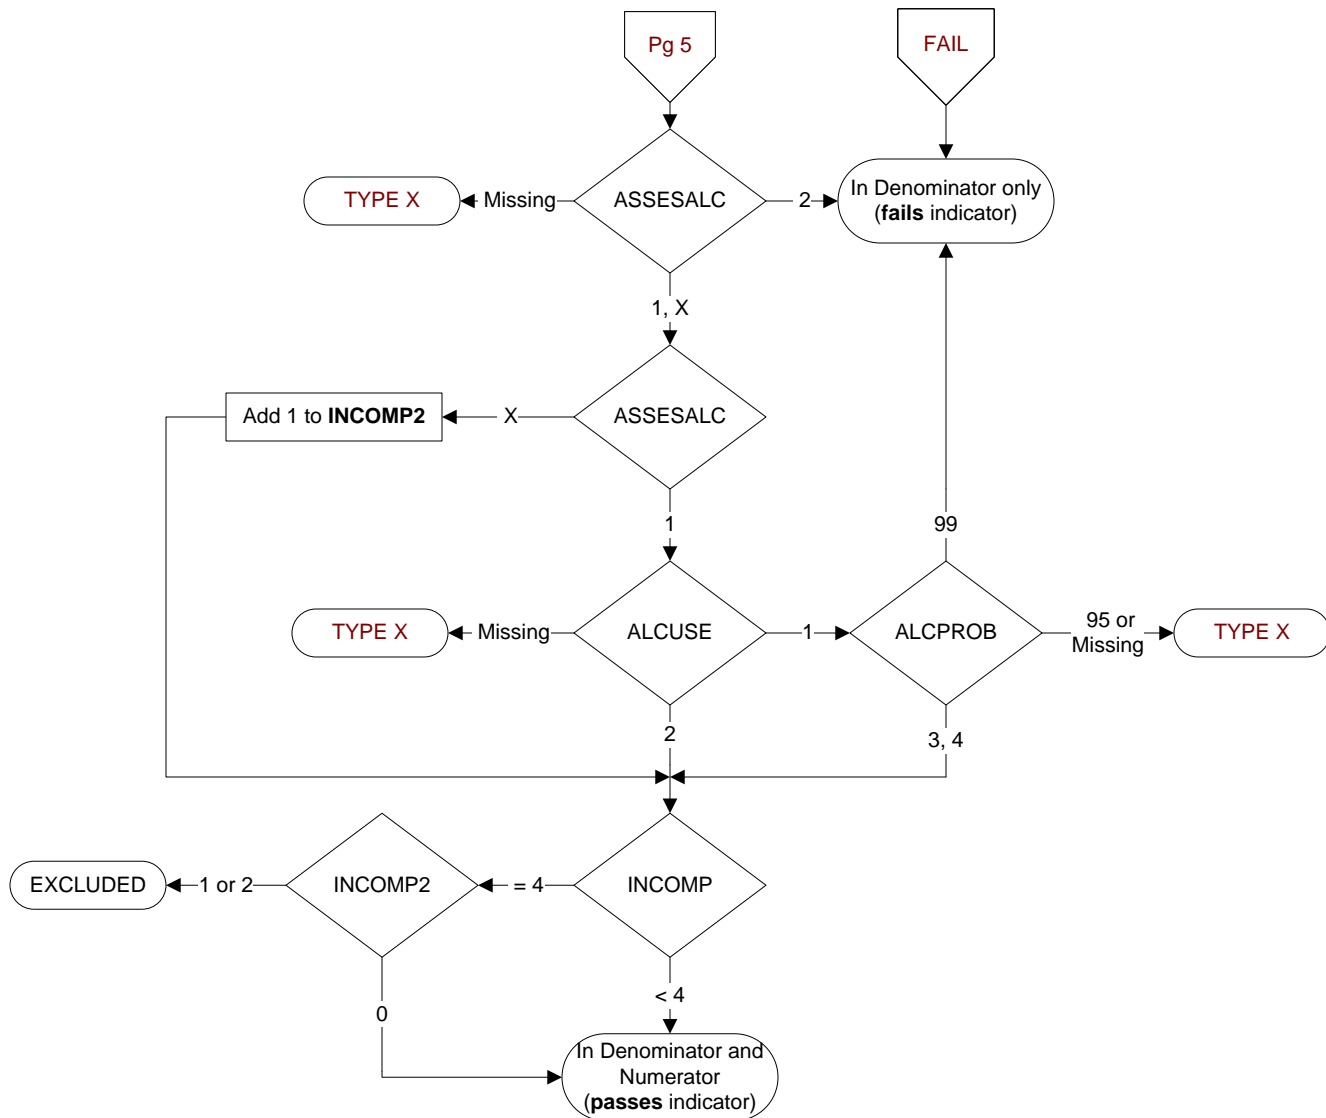 Pg 5
FAIL
TYPE X
Missing
ASSESALC
2
In Denominator only
(fails indicator)
1, X
Add 1 to INCOMP2
X
ASSESALC
1
99
TYPE X
Missing
ALCUSE
1
ALCPROB
95 or
Missing
TYPE X
2
3, 4
EXCLUDED
1 or 2
INCOMP2
= 4
INCOMP
0
< 4
In Denominator and
Numerator
(passes indicator)